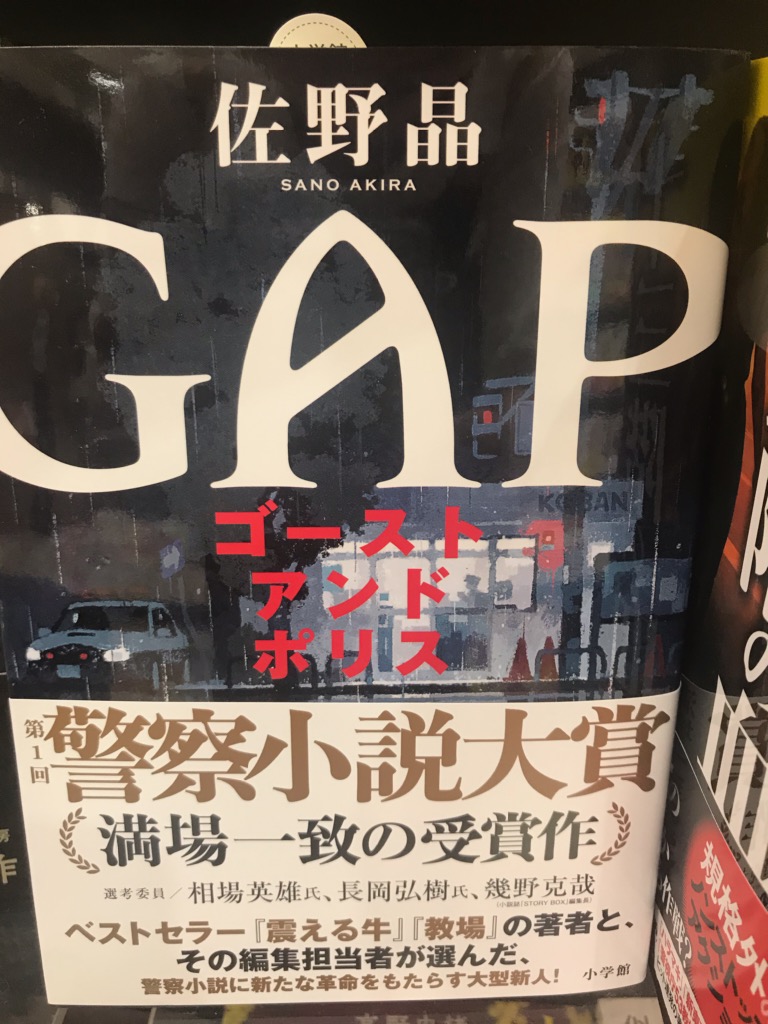 佐野晶
SANO AKIRA
GAP
KOBAN
ゴースト
アンド
ポリス
第1回
警察小説大賞
満場一致の受賞作
選考委員/相場英雄氏、長岡弘樹氏、幾野克哉
(小説誌「STORY BOX」編集長)
ベストセラー『震える牛』『教場』の著者と、
その編集担当者が選んだ、
警察小説に新たな革命をもたらす大型新人!
小学館
規格外